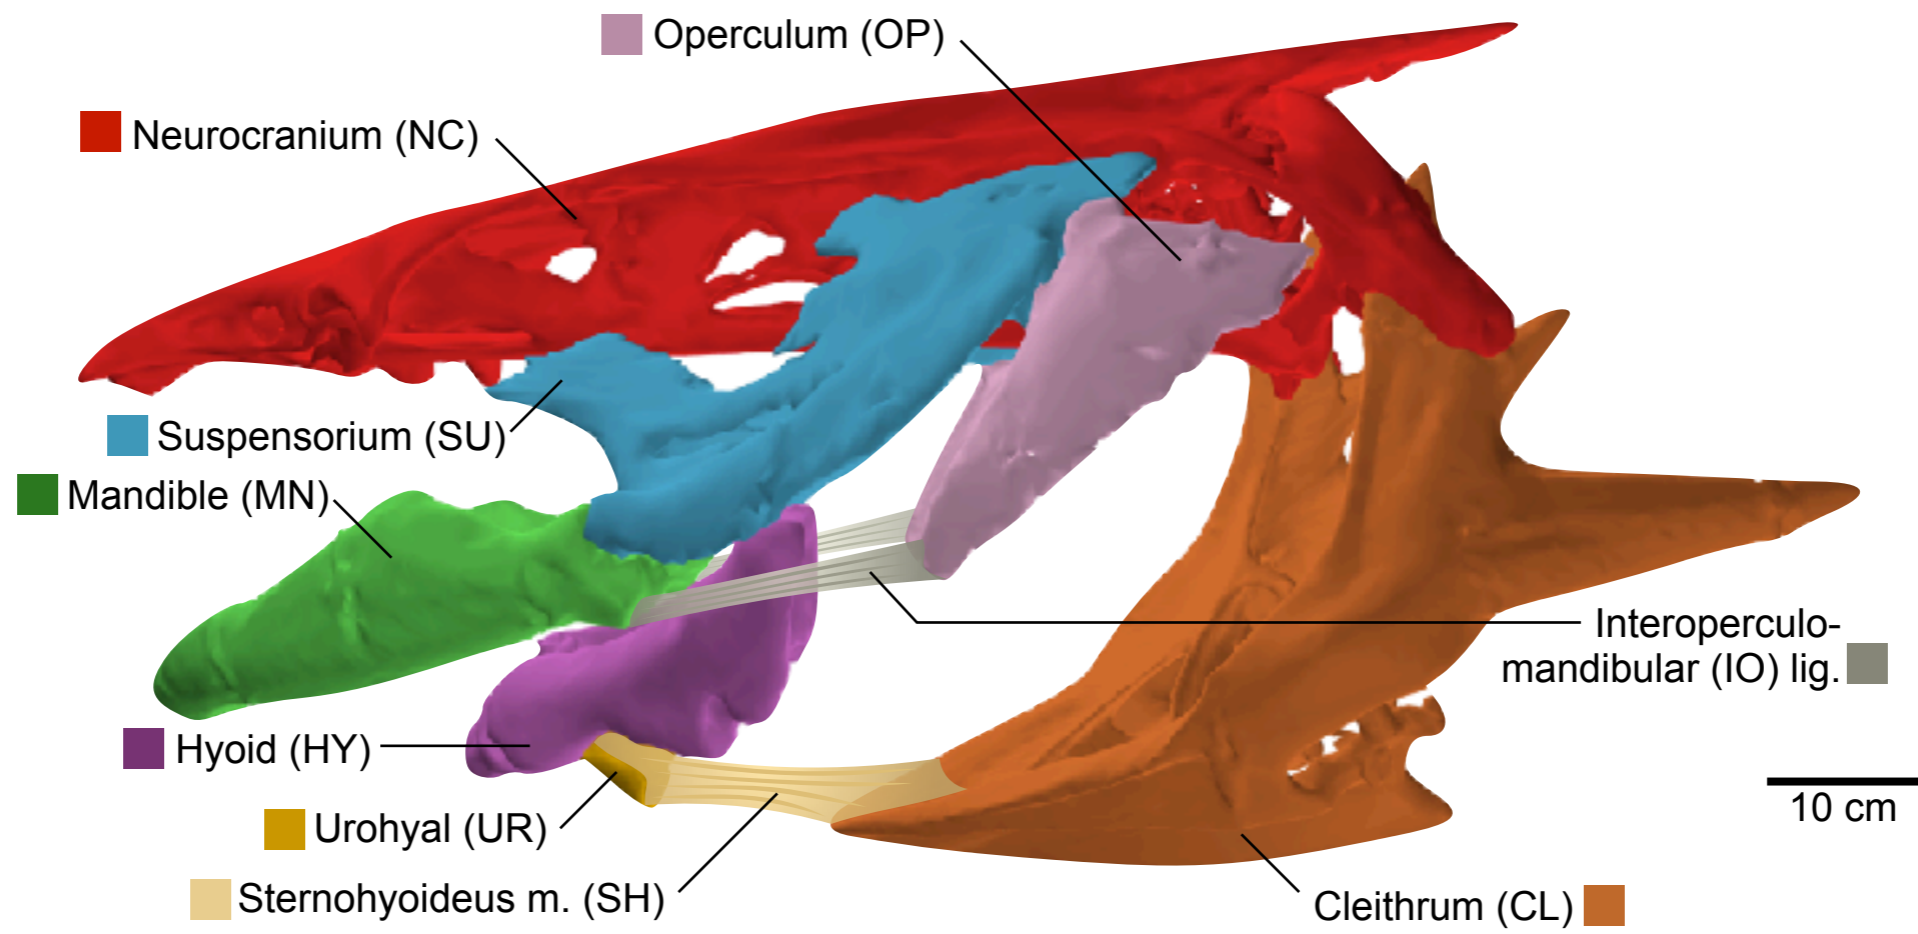 Operculum (OP)
Neurocranium (NC)
Suspensorium (SU)
Mandible (MN)
Interoperculo-
mandibular (IO) lig.
Hyoid (HY)
10 cm
Urohyal (UR)
Sternohyoideus m. (SH)
Cleithrum (CL)